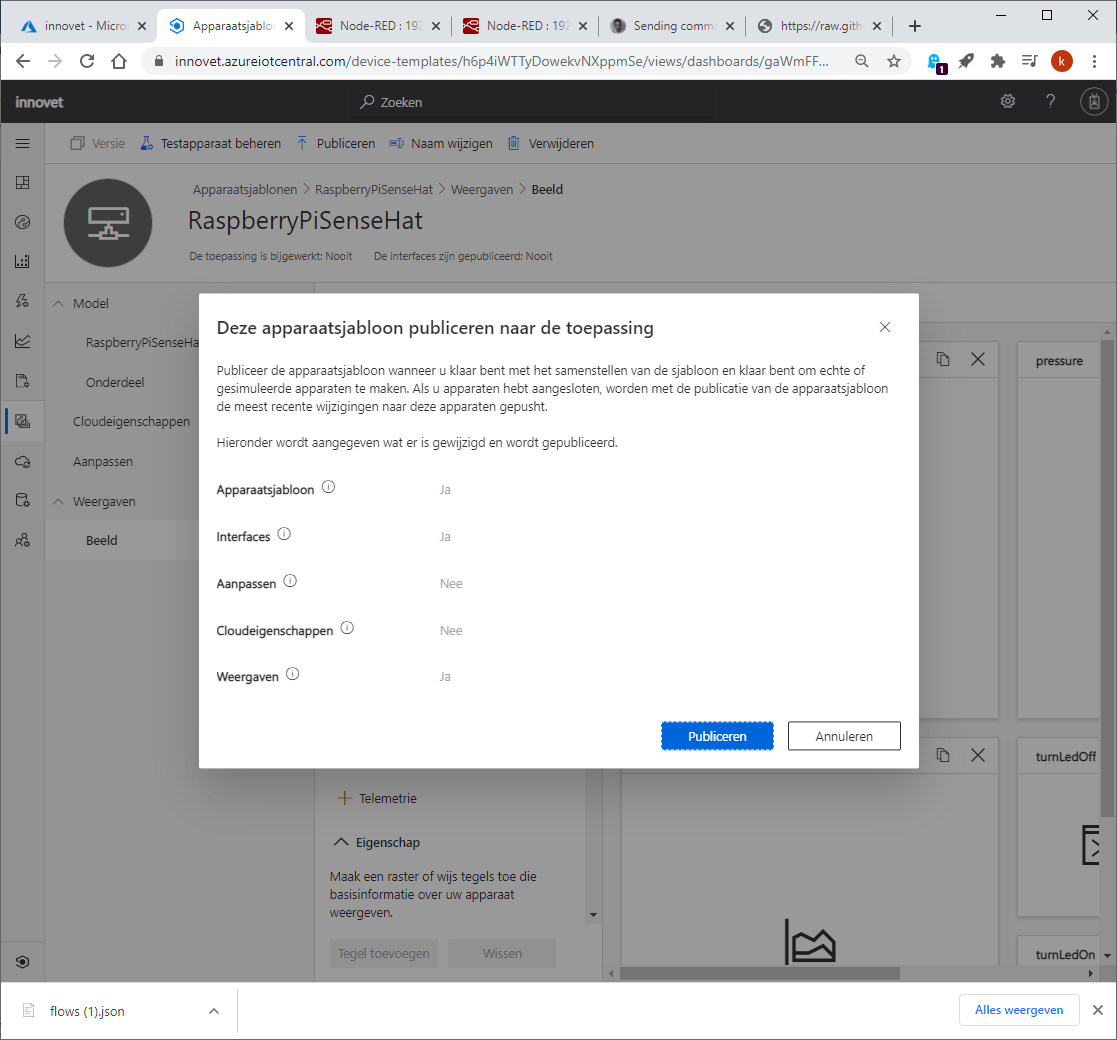 innovet - Micros
Apparaatsjablo
Node-RED : 192
Node-RED : 192
Sending comma
https://raw.gith
innovet.azureiotcentral.com/device-templates/h6p4iWTTyDowekvNXppmSe/views/dashboards/gaWmFF...
1
k
innovet
Zoeken
?
Versie
Testapparaat beheren
Publiceren
Naam wijzigen
Verwijderen
Apparaatsjablonen > RaspberryPiSenseHat > Weergaven > Beeld
RaspberryPiSenseHat
De toepassing is bijgewerkt: Nooit
De interfaces zijn gepubliceerd: Nooit
Model
RaspberryPiSenseHa
Onderdeel
Cloudeigenschappen
Aanpassen
Weergaven
Beeld
Deze apparaatsjabloon publiceren naar de toepassing
Publiceer de apparaatsjabloon wanneer u klaar bent met het samenstellen van de sjabloon en klaar bent om echte of
gesimuleerde apparaten te maken. Als u apparaten hebt aangesloten, worden met de publicatie van de apparaatsjabloon
de meest recente wijzigingen naar deze apparaten gepusht.
Hieronder wordt aangegeven wat er is gewijzigd en wordt gepubliceerd.
Apparaatsjabloon Ja
Interfaces Ja
Aanpassen Nee
Cloudeigenschappen Nee
Weergaven Ja
Publiceren
Annuleren
pressure
turnLedOff
turnLedOn
Telemetrie
Eigenschap
Maak een raster of wijs tegels toe die
basisinformatie over uw apparaat
weergeven.
Tegel toevoegen
Wissen
flows (1).json
Alles weergeven